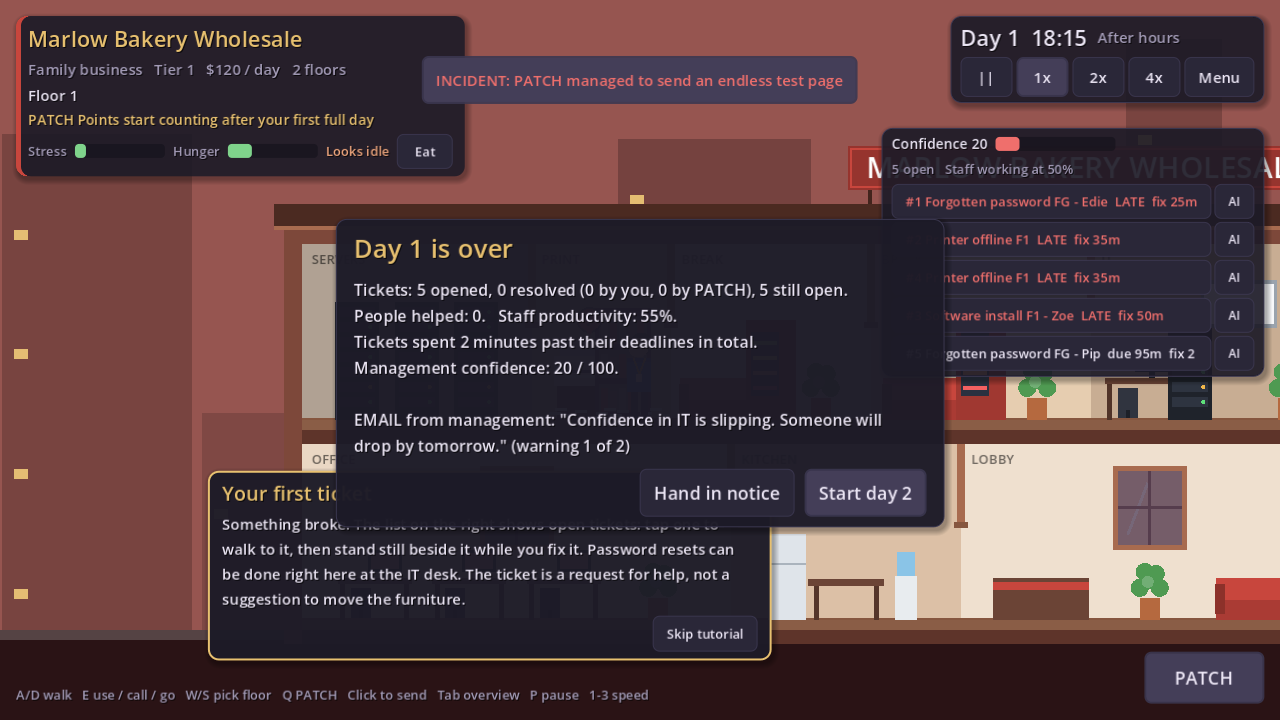 Marlow Bakery Wholesale
Family business Tier 1 $120 / day 2 floors
Floor 1
PATCH Points start counting after your first full day
Stress Hunger Looks idle Eat
INCIDENT: PATCH managed to send an endless test page
Day 1 18:15 After hours
|| 1x 2x 4x Menu
Confidence 20
5 open Staff working at 50%
#1 Forgotten password FG - Edie LATE fix 25m AI
offline F1 LATE fix 35m AI
offline F1 LATE fix 35m AI
install F1 - Zoe LATE fix 50m AI
password FG - Pip due 95m fix 2 AI
MARLOW BAKERY WHOLESAL
Day 1 is over
Tickets: 5 opened, 0 resolved (0 by you, 0 by PATCH), 5 still open.
People helped: 0. Staff productivity: 55%.
Tickets spent 2 minutes past their deadlines in total.
Management confidence: 20 / 100.
EMAIL from management: "Confidence in IT is slipping. Someone will
drop by tomorrow." (warning 1 of 2)
Hand in notice Start day 2
LOBBY
Your first ticket
Something broke. The list on the right shows open tickets: tap one to
walk to it, then stand still beside it while you fix it. Password resets can
be done right here at the IT desk. The ticket is a request for help, not a
suggestion to move the furniture.
Skip tutorial
A/D walk E use / call / go W/S pick floor Q PATCH Click to send Tab overview P pause 1-3 speed
PATCH